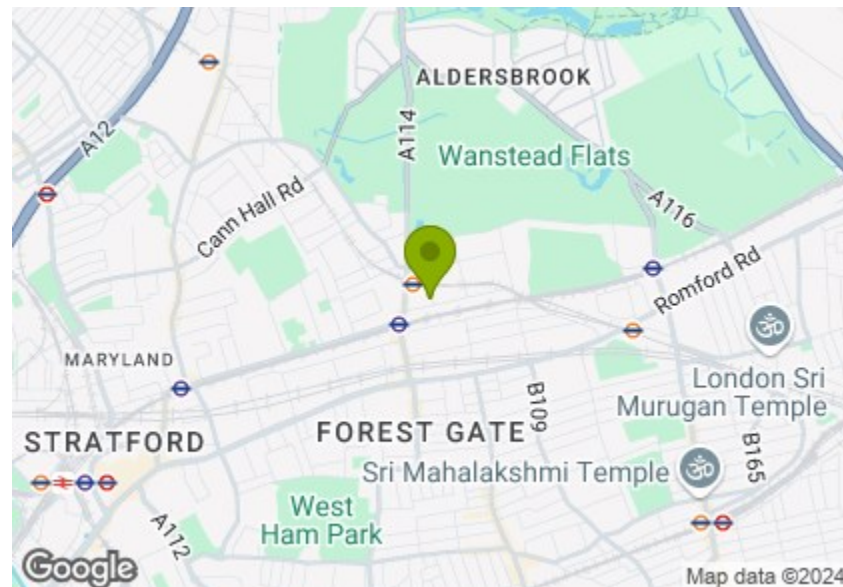 ALDERSBROOK
A114
A12
Wanstead Flats
A116
Cann Hall Rd
Romford Rd
MARYLAND
London Sri
Murugan Temple
B109
STRATFORD
FOREST GATE
Sri Mahalakshmi Temple
B165
West
Ham Park
A112
Google
Map data ©2024